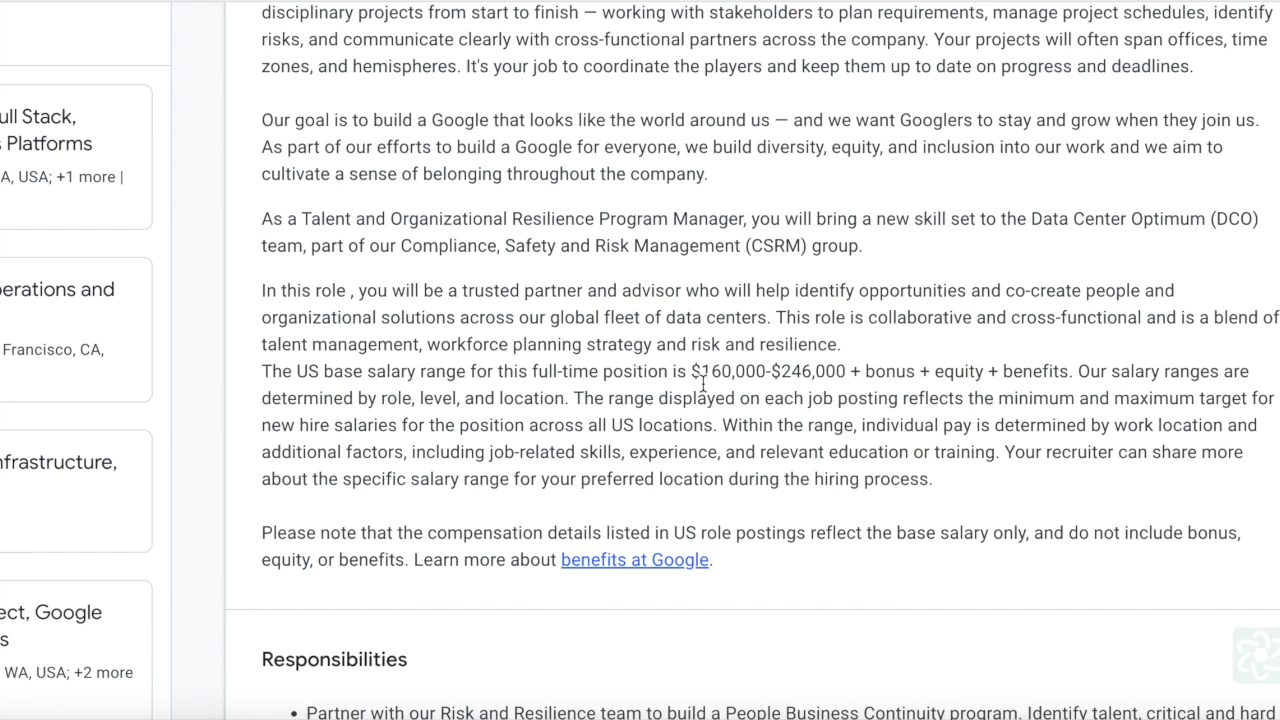 ull Stack,
s Platforms
A, USA; +1 more |
erations and
Francisco, CA,
nfrastructure,
ect, Google
s
WA, USA; +2 more
disciplinary projects from start to finish — working with stakeholders to plan requirements, manage project schedules, identify
risks, and communicate clearly with cross-functional partners across the company. Your projects will often span offices, time
zones, and hemispheres. It's your job to coordinate the players and keep them up to date on progress and deadlines.
Our goal is to build a Google that looks like the world around us — and we want Googlers to stay and grow when they join us.
As part of our efforts to build a Google for everyone, we build diversity, equity, and inclusion into our work and we aim to
cultivate a sense of belonging throughout the company.
As a Talent and Organizational Resilience Program Manager, you will bring a new skill set to the Data Center Optimum (DCO)
team, part of our Compliance, Safety and Risk Management (CSRM) group.
In this role , you will be a trusted partner and advisor who will help identify opportunities and co-create people and
organizational solutions across our global fleet of data centers. This role is collaborative and cross-functional and is a blend of
talent management, workforce planning strategy and risk and resilience.
The US base salary range for this full-time position is $160,000-$246,000 + bonus + equity + benefits. Our salary ranges are
determined by role, level, and location. The range displayed on each job posting reflects the minimum and maximum target for
new hire salaries for the position across all US locations. Within the range, individual pay is determined by work location and
additional factors, including job-related skills, experience, and relevant education or training. Your recruiter can share more
about the specific salary range for your preferred location during the hiring process.
Please note that the compensation details listed in US role postings reflect the base salary only, and do not include bonus,
equity, or benefits. Learn more about benefits at Google.
Responsibilities
• Partner with our Risk and Resilience team to build a People Business Continuity program. Identify talent, critical and hard